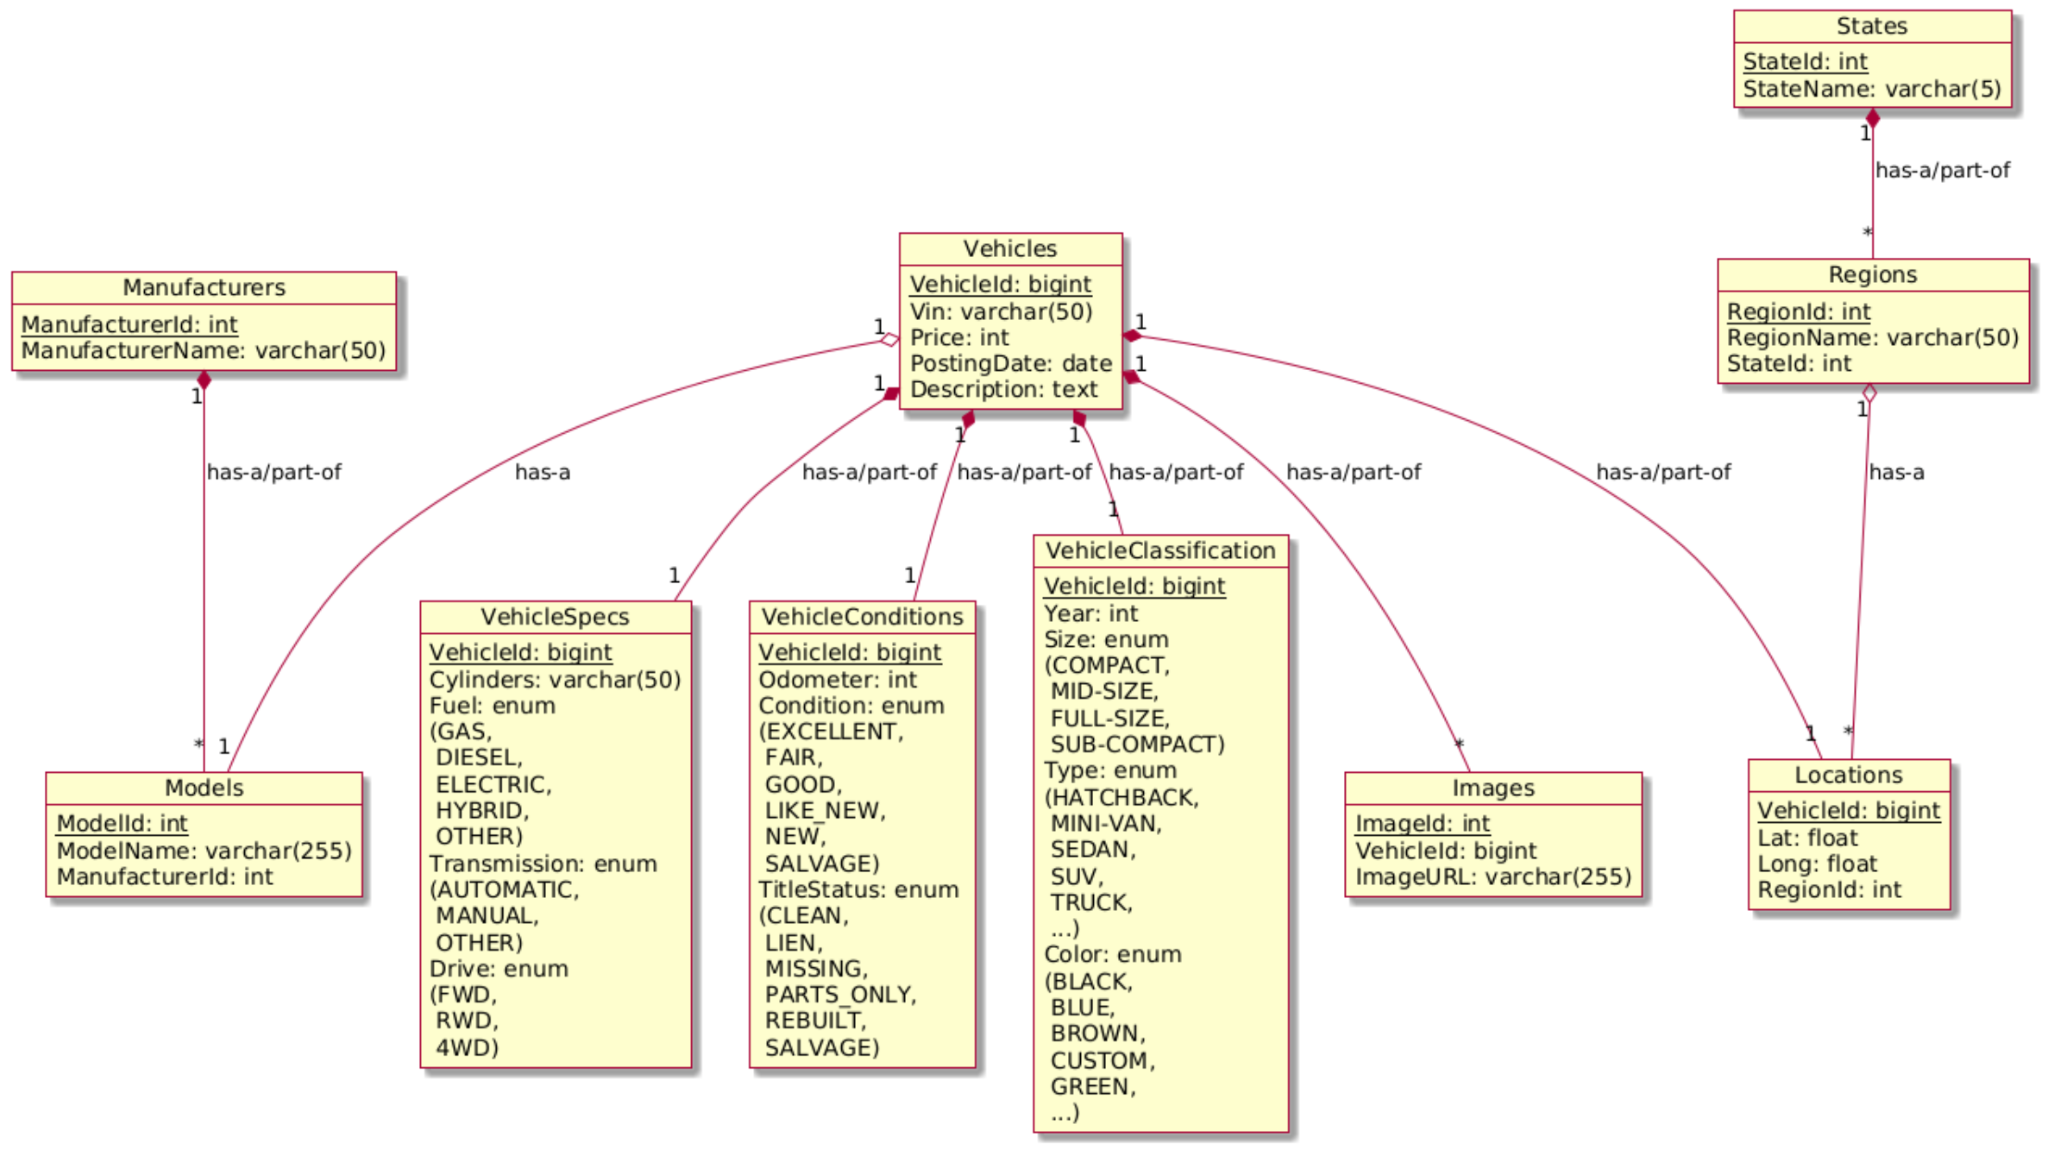 States
StateId: int
StateName: varchar(5)
1
has-a/part-of
*
Regions
RegionId: int
RegionName: varchar(50)
StateId: int
1
has-a
*
Manufacturers
ManufacturerId: int
ManufacturerName: varchar(50)
1
has-a/part-of
*
Vehicles
VehicleId: bigint
Vin: varchar(50)
Price: int
PostingDate: date
Description: text
1
has-a
1
1
has-a/part-of
1
1
has-a/part-of
1
1
has-a/part-of
1
1
has-a/part-of
*
1
has-a/part-of
1
Models
ModelId: int
ModelName: varchar(255)
ManufacturerId: int
VehicleSpecs
VehicleId: bigint
Cylinders: varchar(50)
Fuel: enum
(GAS,
DIESEL,
ELECTRIC,
HYBRID,
OTHER)
Transmission: enum
(AUTOMATIC,
MANUAL,
OTHER)
Drive: enum
(FWD,
RWD,
4WD)
VehicleConditions
VehicleId: bigint
Odometer: int
Condition: enum
(EXCELLENT,
FAIR,
GOOD,
LIKE_NEW,
NEW,
SALVAGE)
TitleStatus: enum
(CLEAN,
LIEN,
MISSING,
PARTS_ONLY,
REBUILT,
SALVAGE)
VehicleClassification
VehicleId: bigint
Year: int
Size: enum
(COMPACT,
MID-SIZE,
FULL-SIZE,
SUB-COMPACT)
Type: enum
(HATCHBACK,
MINI-VAN,
SEDAN,
SUV,
TRUCK,
...)
Color: enum
(BLACK,
BLUE,
BROWN,
CUSTOM,
GREEN,
...)
Images
ImageId: int
VehicleId: bigint
ImageURL: varchar(255)
Locations
VehicleId: bigint
Lat: float
Long: float
RegionId: int